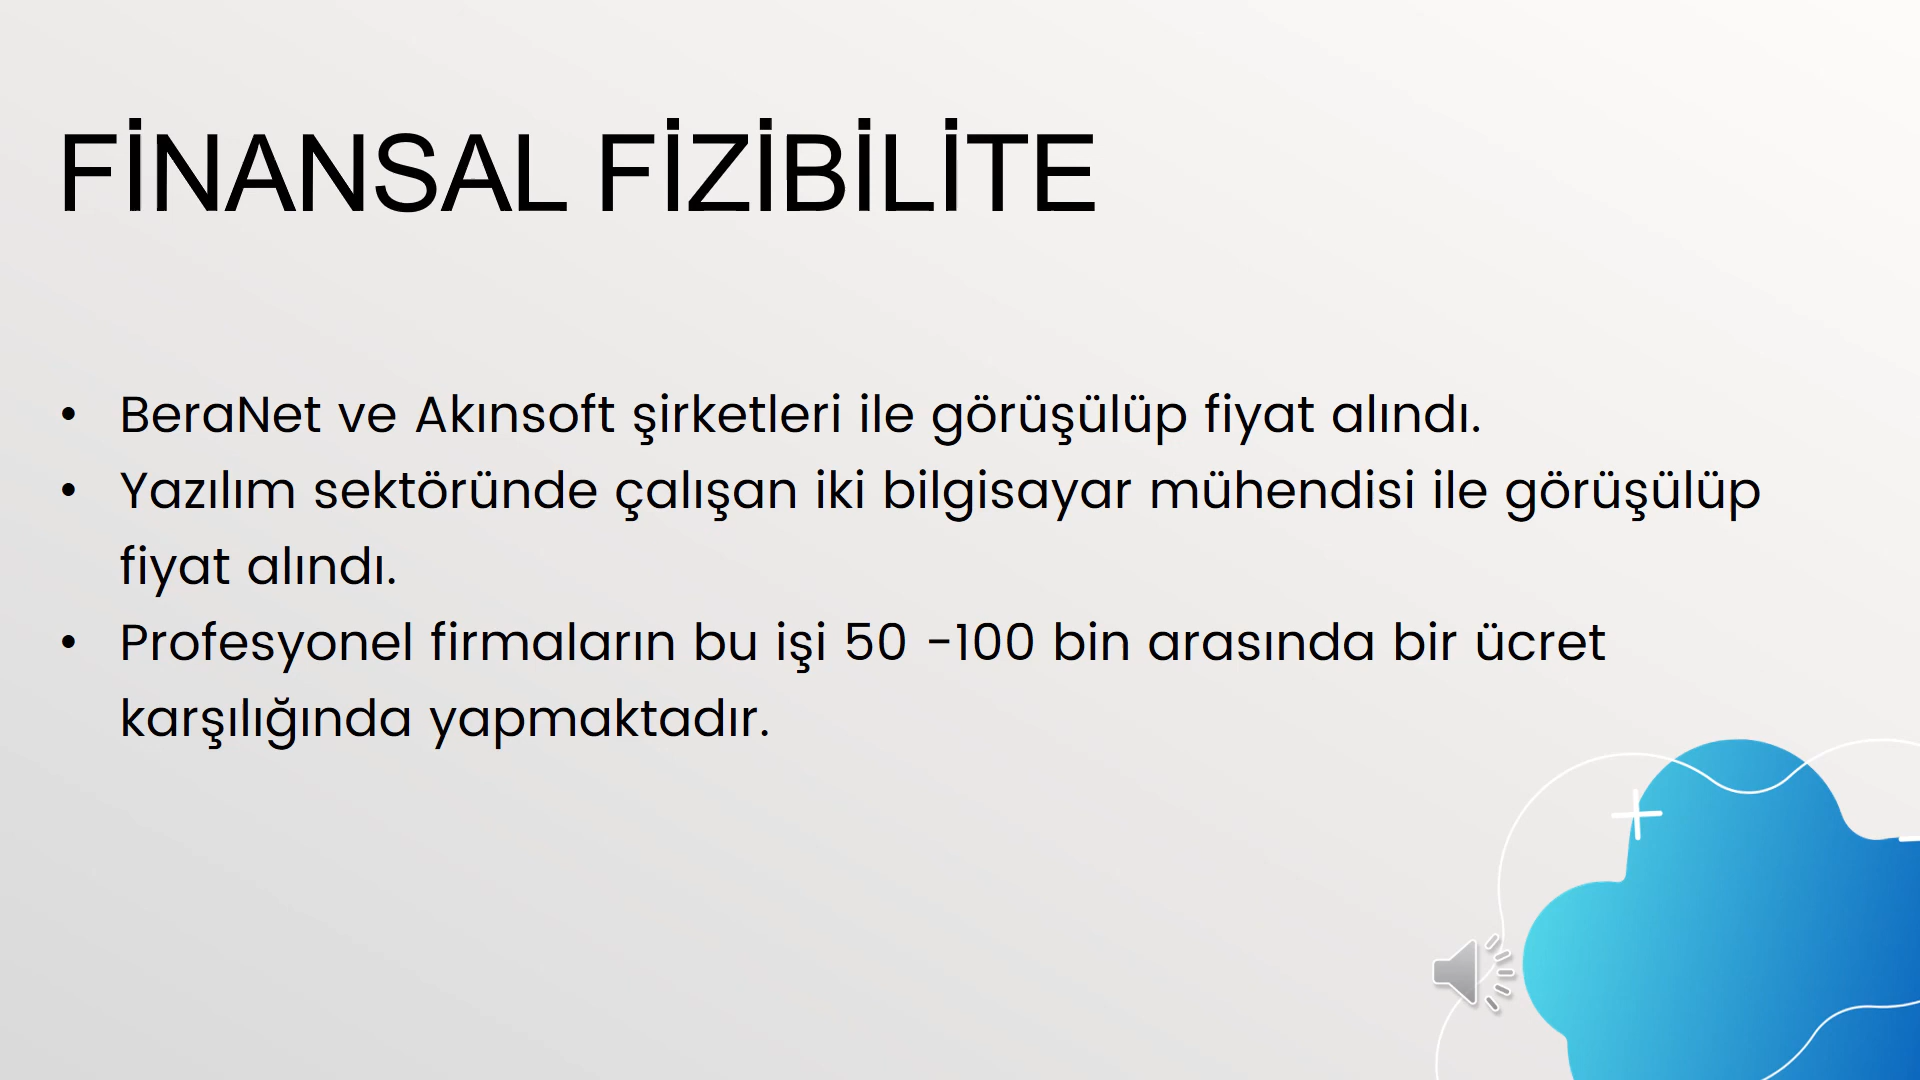 FİNANSAL FİZİBİLİTE
• BeraNet ve Akınsoft şirketleri ile görüşülüp fiyat alındı.
• Yazılım sektöründe çalışan iki bilgisayar mühendisi ile görüşülüp
fiyat alındı.
• Profesyonel firmaların bu işi 50 -100 bin arasında bir ücret
karşılığında yapmaktadır.